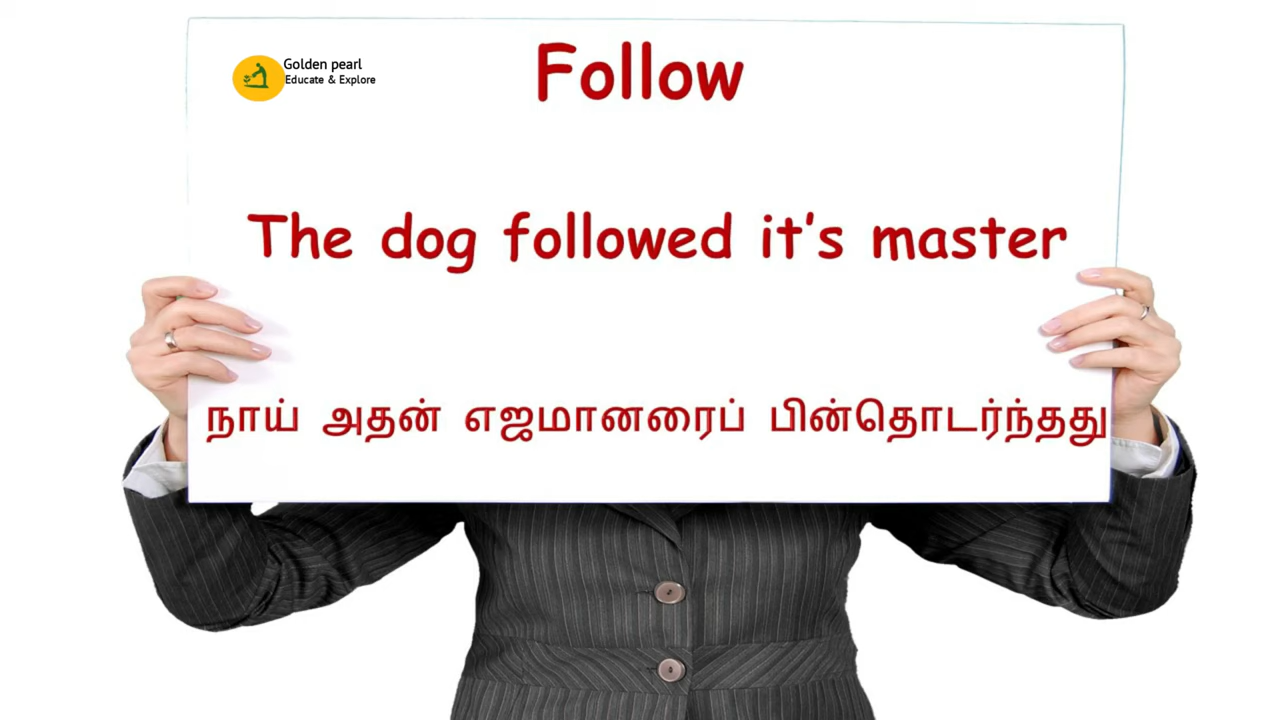 Golden pearl
Educate & Explore
Follow
The dog followed it's master
நாய் அதன் எஜமானரைப் பின்தொடர்ந்தது